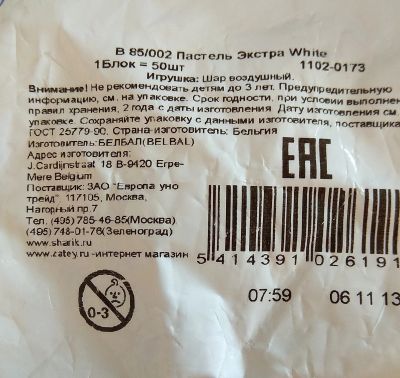 В 85/002 Пастель Экстра White
1Блок = 50шт 1102-0173
Игрушка: Шар воздушный.
Внимание! Не рекомендовать детям до 3 лет. Предупредительную
информацию, см. на упаковке. Срок годности, при условии выполнен
правил хранения, 2 года с даты изготовления. Дату изготовления см.
упаковке. Сохраняйте упаковку с данными изготовителя, поставщика
ГОСТ 25779-90. Страна-изготовитель: Бельгия
Изготовитель: БЕЛБАЛ(BELBAL)
Адрес изготовителя:
J.Cardijnstraat 18 B-9420 Erpe-
Mere Belgium
Поставщик: ЗАО "Европа уно
трейд" 117105, Москва,
Нагорный пр.7
Тел. (495) 785-46-85(Москва)
(495)748-01-76(Зеленоград)
www.sharik.ru
www.zatey.ru -интернет магазин
EAC
5 414391 026191
07:59 06 11 13
0-3